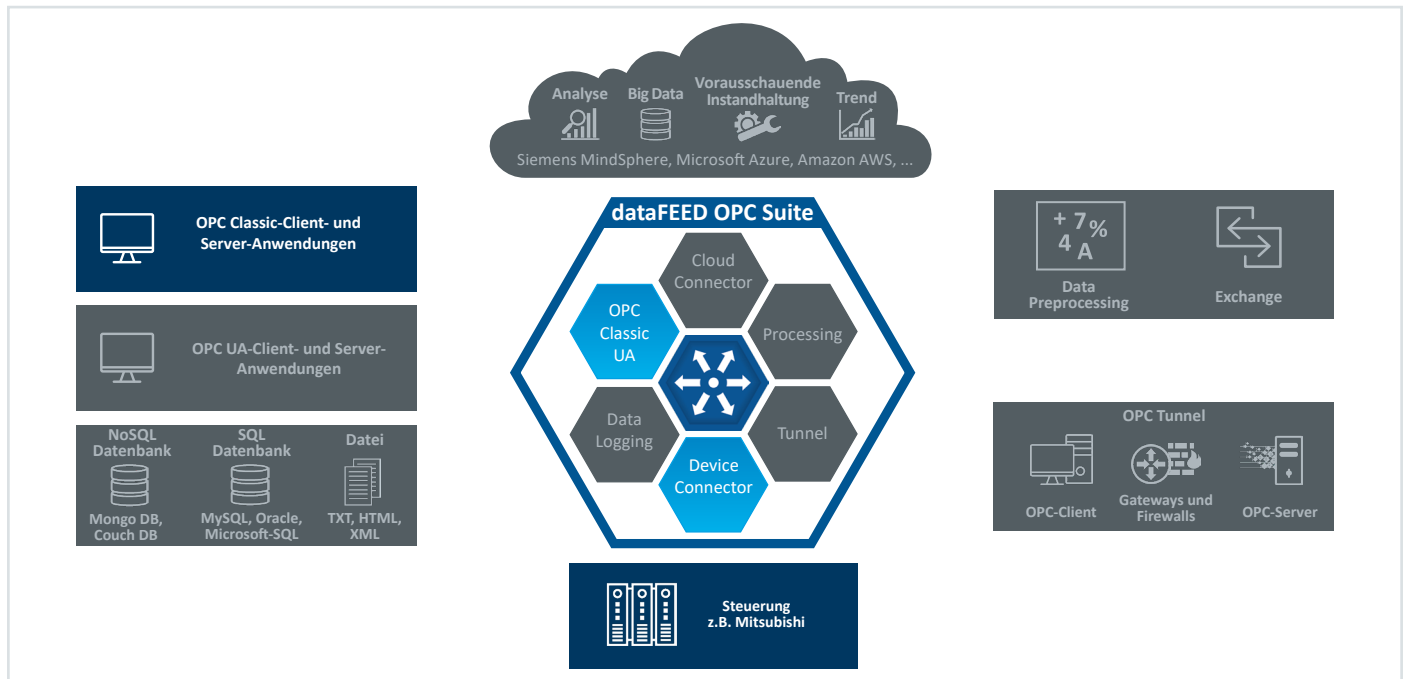 Analyse
Big Data
Vorausschauende
Instandhaltung
Trend
Siemens MindSphere, Microsoft Azure, Amazon AWS, ...
OPC Classic-Client- und
Server-Anwendungen
OPC UA-Client- und Server-
Anwendungen
NoSQL
Datenbank
Mongo DB,
Couch DB
SQL
Datenbank
MySQL, Oracle,
Microsoft-SQL
Datei
TXT, HTML,
XML
dataFEED OPC Suite
Cloud
Connector
OPC
Classic
UA
Processing
Data
Logging
Tunnel
Device
Connector
Steuerung
z.B. Mitsubishi
+ 7%
4 A
Data
Preprocessing
Exchange
OPC Tunnel
OPC-Client
Gateways und
Firewalls
OPC-Server